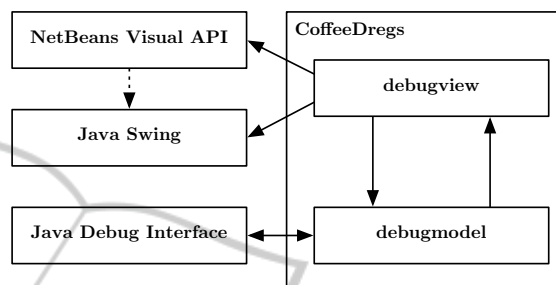 NetBeans Visual API
CoffeeDregs
debugview
Java Swing
Java Debug Interface
debugmodel